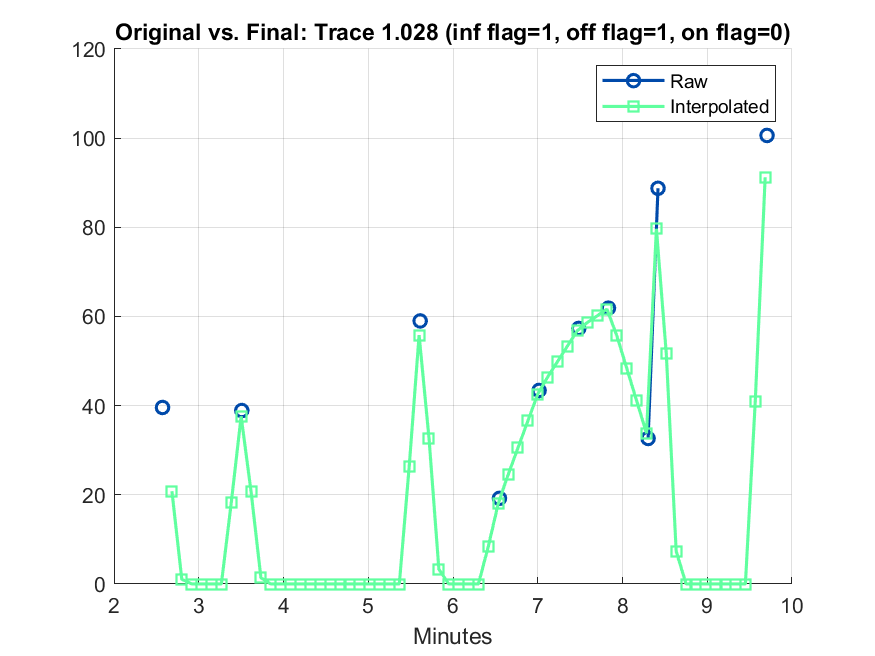 Original vs. Final: Trace 1.028 (inf flag=1, off flag=1, on flag=0)
120
100
80
60
40
20
0
Raw
Interpolated
2 3 4 5 6 7 8 9 10
Minutes